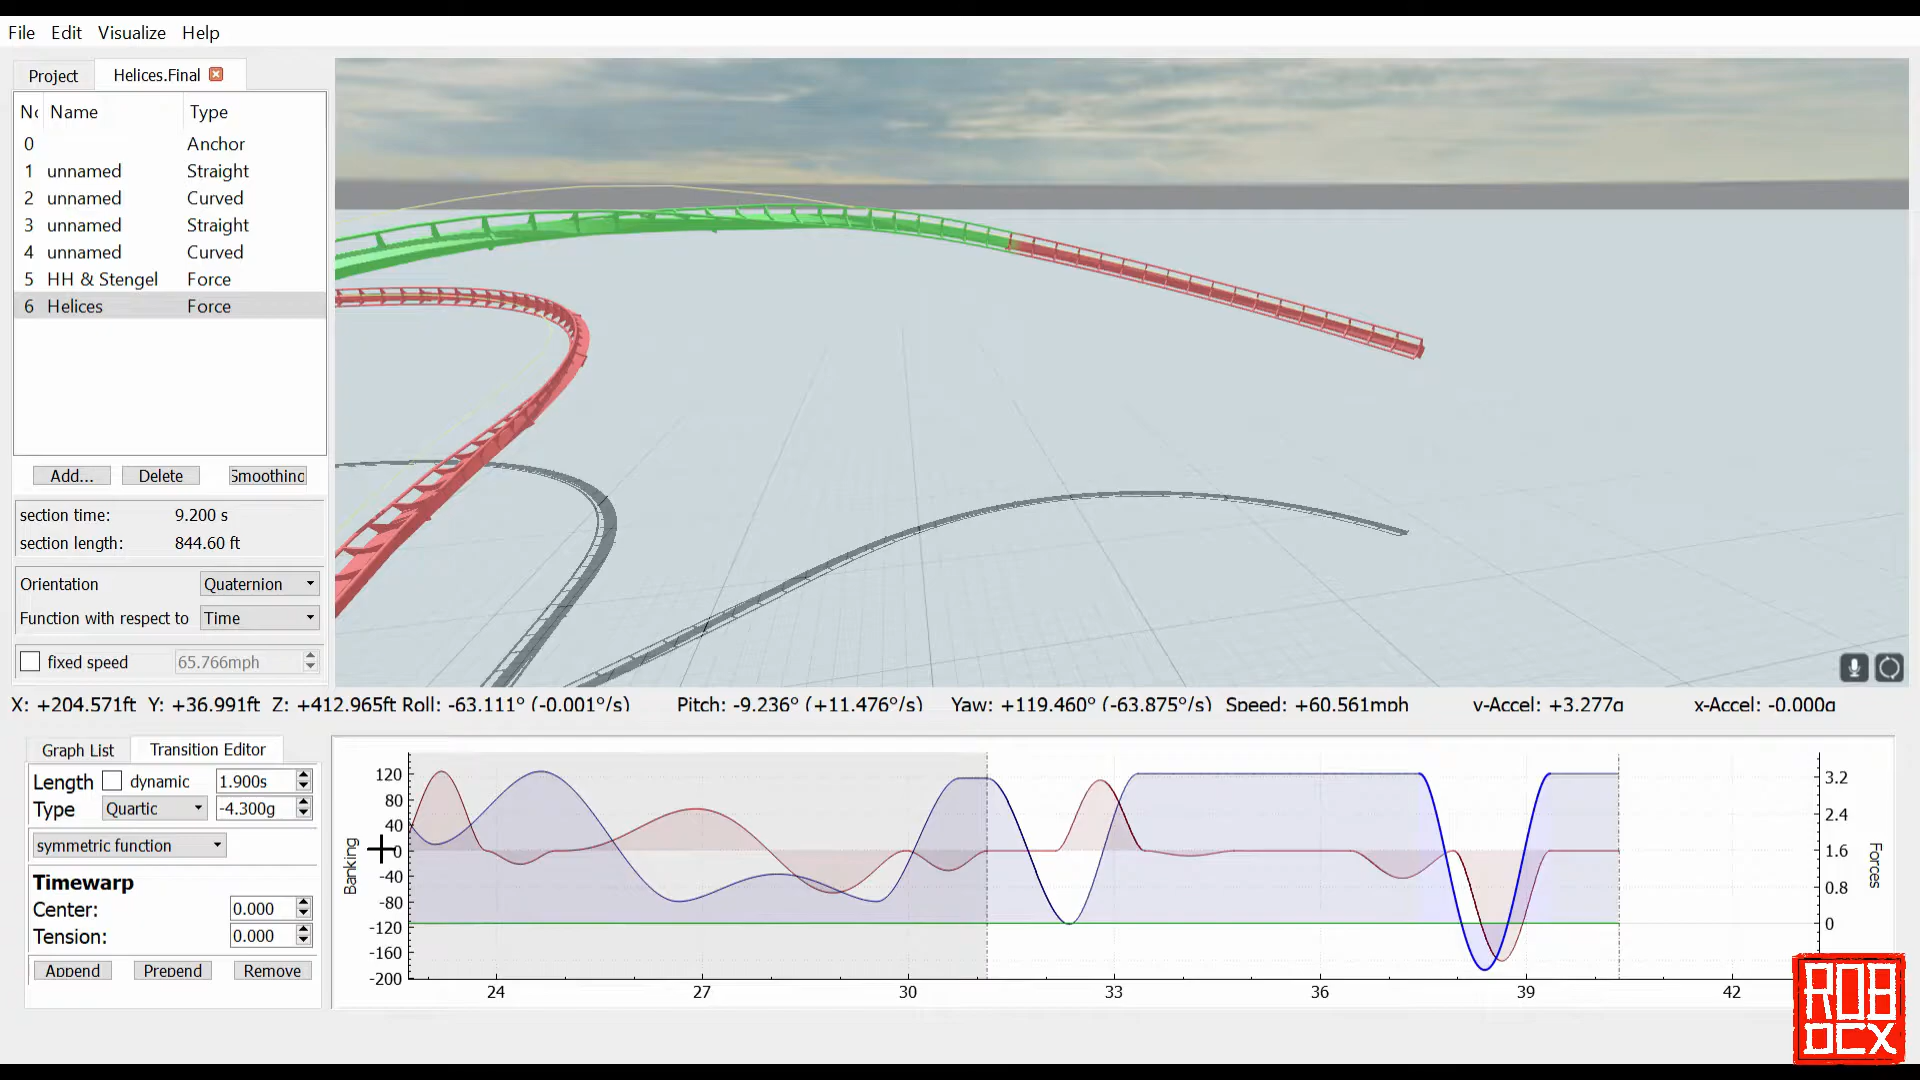 File Edit Visualize Help
Project Helices.Final
No Name Type
0 Anchor
1 unnamed Straight
2 unnamed Curved
3 unnamed Straight
4 unnamed Curved
5 HH & Stengel Force
6 Helices Force
Add... Delete Smoothing
section time: 9.200 s
section length: 844.60 ft
Orientation Quaternion
Function with respect to Time
fixed speed 65.766mph
X: +204.571ft Y: +36.991ft Z: +412.965ft Roll: -63.111° (-0.001°/s) Pitch: -9.236° (+11.476°/s) Yaw: +119.460° (-63.875°/s) Speed: +60.561mph v-Accel: +3.277g x-Accel: -0.000g
Graph List Transition Editor
Length dynamic 1.900s
Type Quartic -4.300g
symmetric function
Timewarp
Center: 0.000
Tension: 0.000
Append Prepend Remove
Banking
120
80
40
0
-40
-80
-120
-160
-200
24 27 30 33 36 39 42
3.2
2.4
1.6
0.8
0
Forces
ROB
DCX